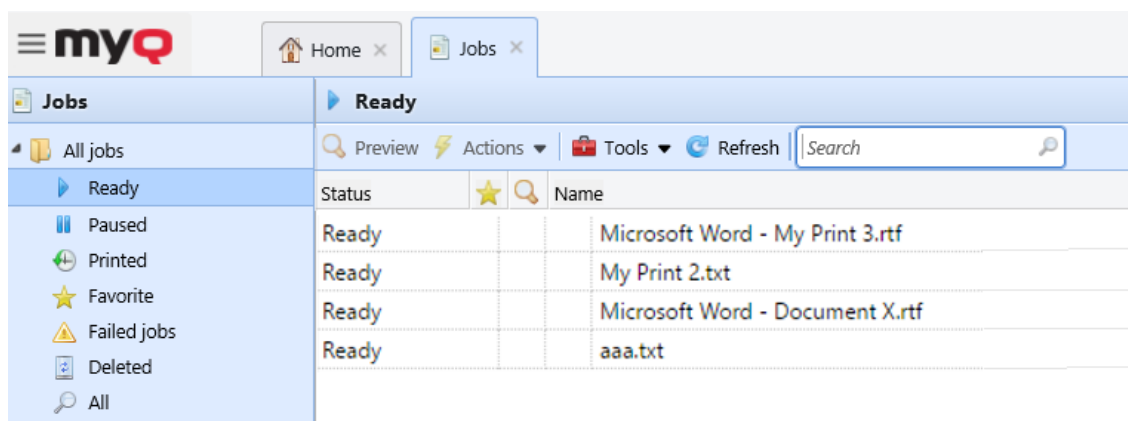 myQ
Home
Jobs
Jobs
Ready
All jobs
Preview Actions Tools Refresh Search
Ready
Status Name
Paused
Ready Microsoft Word - My Print 3.rtf
Printed
Ready My Print 2.txt
Favorite
Ready Microsoft Word - Document X.rtf
Failed jobs
Ready aaa.txt
Deleted
All